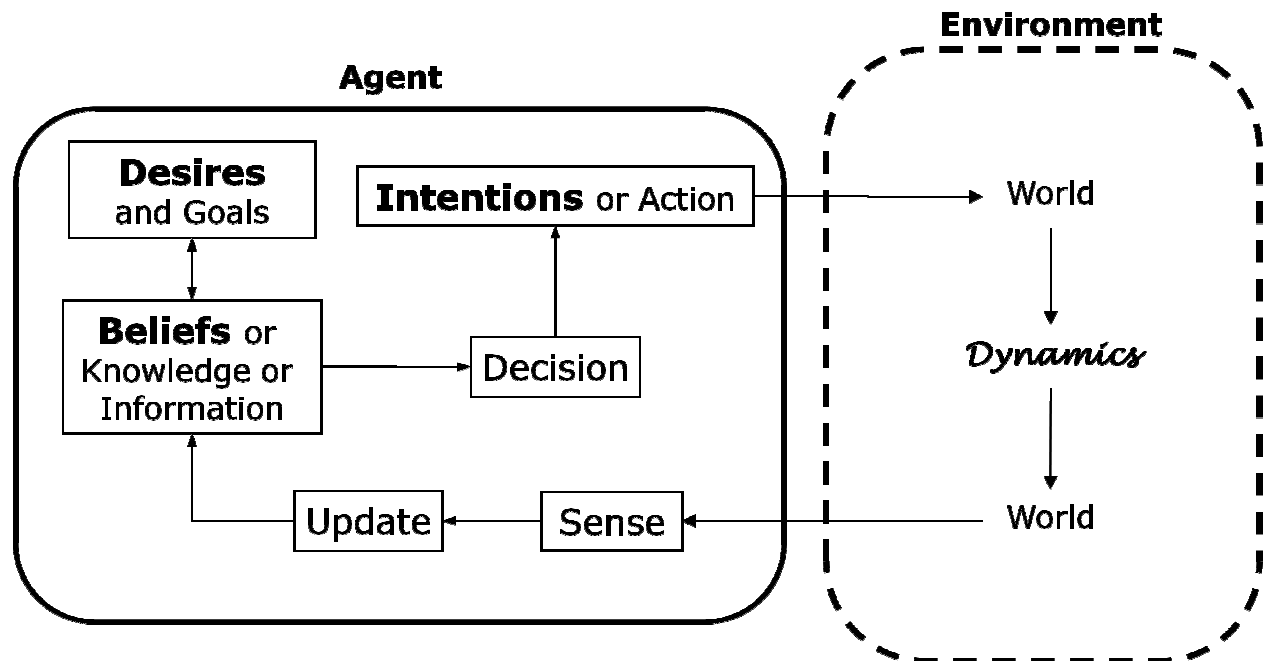 Environment
Agent
Desires
and Goals
Intentions or Action
World
Beliefs or
Knowledge or
Information
Decision
Dynamics
Update
Sense
World